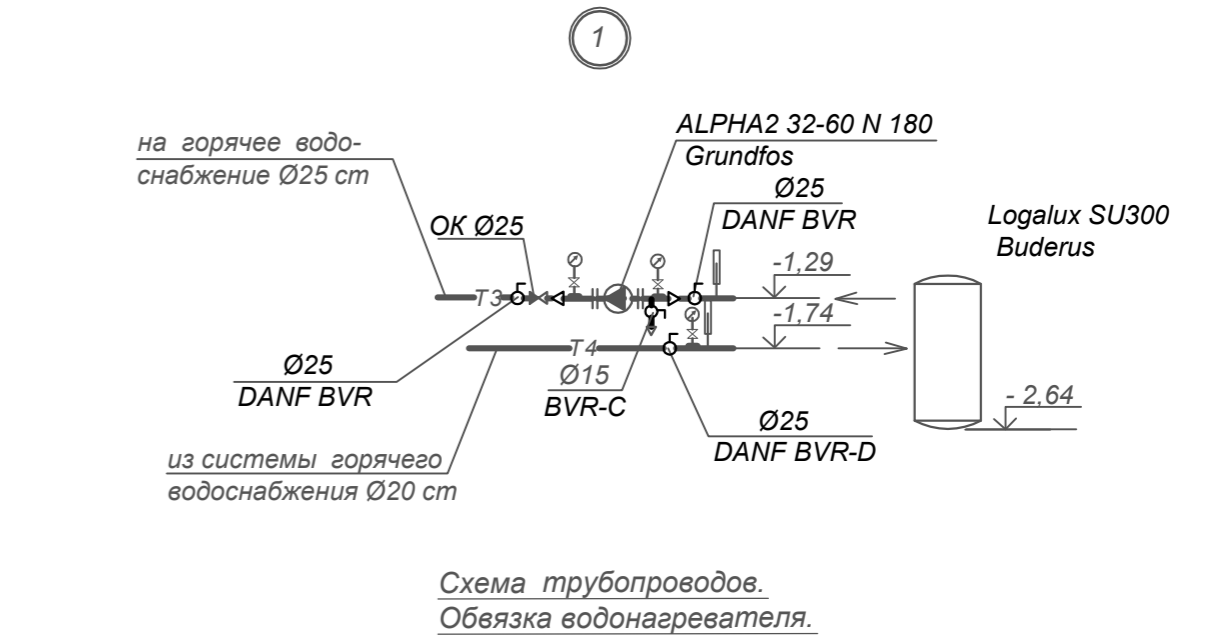 1
на горячее водо-
снабжение Ø25 ст
ALPHA2 32-60 N 180
Grundfos
Ø25
DANF BVR
ОК Ø25
Logalux SU300
Buderus
-1,29
Т3
-1,74
Т4
Ø25
DANF BVR
Ø15
BVR-C
- 2,64
Ø25
DANF BVR-D
из системы горячего
водоснабжения Ø20 ст
Схема трубопроводов.
Обвязка водонагревателя.